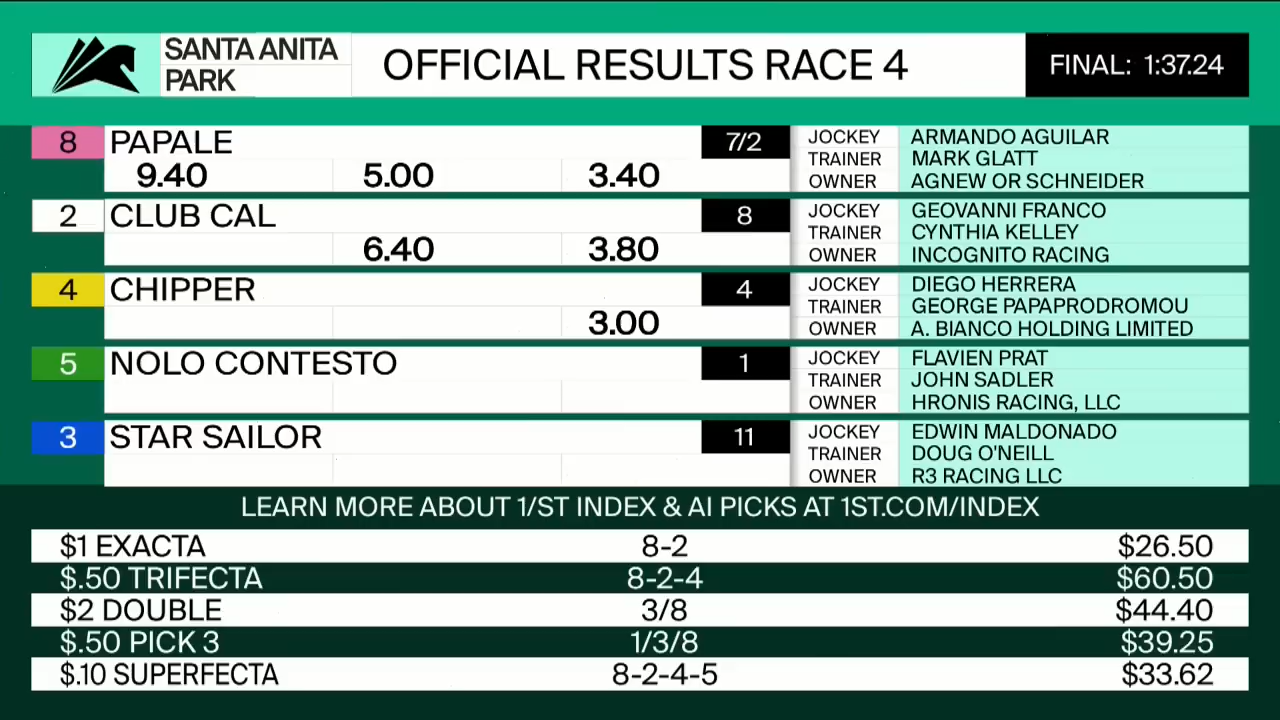 SANTA ANITA
PARK
OFFICIAL RESULTS RACE 4
FINAL: 1:37.24
8 PAPALE 7/2
9.40 5.00 3.40
JOCKEY ARMANDO AGUILAR
TRAINER MARK GLATT
OWNER AGNEW OR SCHNEIDER
2 CLUB CAL 8
6.40 3.80
JOCKEY GEOVANNI FRANCO
TRAINER CYNTHIA KELLEY
OWNER INCOGNITO RACING
4 CHIPPER 4
3.00
JOCKEY DIEGO HERRERA
TRAINER GEORGE PAPAPRODROMOU
OWNER A. BIANCO HOLDING LIMITED
5 NOLO CONTESTO 1
JOCKEY FLAVIEN PRAT
TRAINER JOHN SADLER
OWNER HRONIS RACING, LLC
3 STAR SAILOR 11
JOCKEY EDWIN MALDONADO
TRAINER DOUG O'NEILL
OWNER R3 RACING LLC
LEARN MORE ABOUT 1/ST INDEX & AI PICKS AT 1ST.COM/INDEX
$1 EXACTA 8-2 $26.50
$.50 TRIFECTA 8-2-4 $60.50
$2 DOUBLE 3/8 $44.40
$.50 PICK 3 1/3/8 $39.25
$.10 SUPERFECTA 8-2-4-5 $33.62